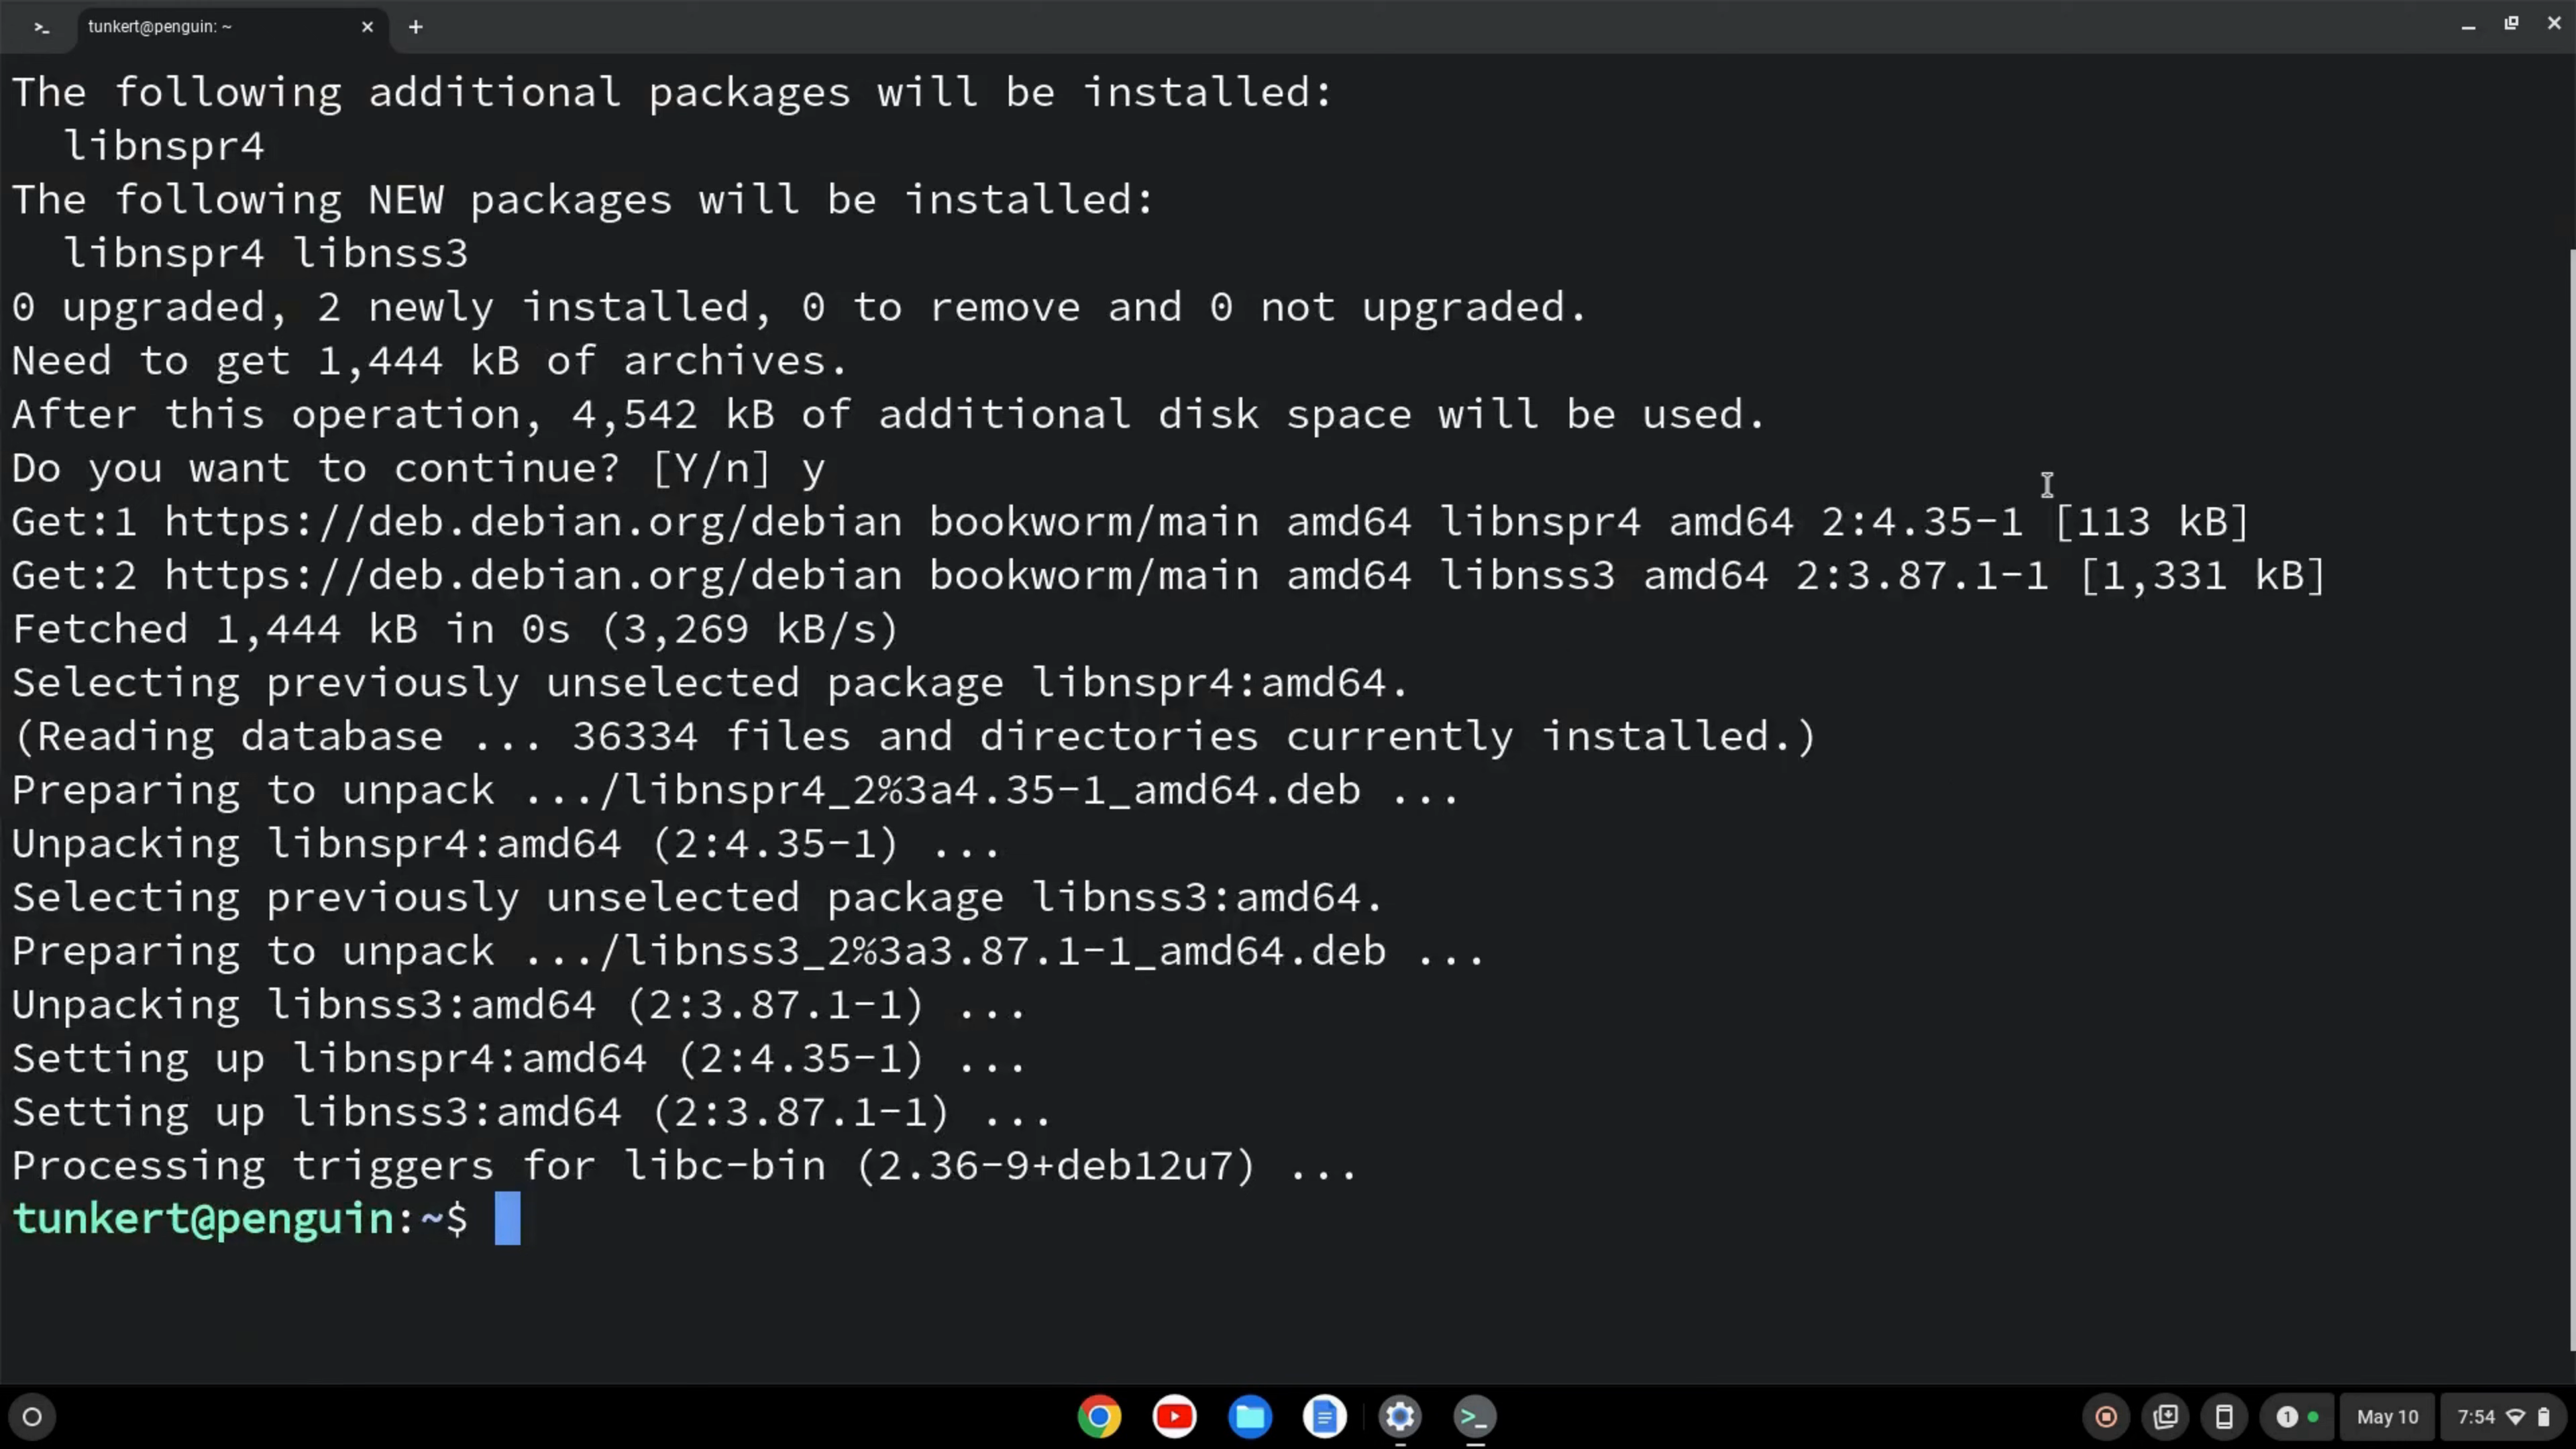 >_ tunkert@penguin: ~
The following additional packages will be installed:
  libnspr4
The following NEW packages will be installed:
  libnspr4 libnss3
0 upgraded, 2 newly installed, 0 to remove and 0 not upgraded.
Need to get 1,444 kB of archives.
After this operation, 4,542 kB of additional disk space will be used.
Do you want to continue? [Y/n] y
Get:1 https://deb.debian.org/debian bookworm/main amd64 libnspr4 amd64 2:4.35-1 [113 kB]
Get:2 https://deb.debian.org/debian bookworm/main amd64 libnss3 amd64 2:3.87.1-1 [1,331 kB]
Fetched 1,444 kB in 0s (3,269 kB/s)
Selecting previously unselected package libnspr4:amd64.
(Reading database ... 36334 files and directories currently installed.)
Preparing to unpack .../libnspr4_2%3a4.35-1_amd64.deb ...
Unpacking libnspr4:amd64 (2:4.35-1) ...
Selecting previously unselected package libnss3:amd64.
Preparing to unpack .../libnss3_2%3a3.87.1-1_amd64.deb ...
Unpacking libnss3:amd64 (2:3.87.1-1) ...
Setting up libnspr4:amd64 (2:4.35-1) ...
Setting up libnss3:amd64 (2:3.87.1-1) ...
Processing triggers for libc-bin (2.36-9+deb12u7) ...
tunkert@penguin:~$
>_ 1 May 10 7:54